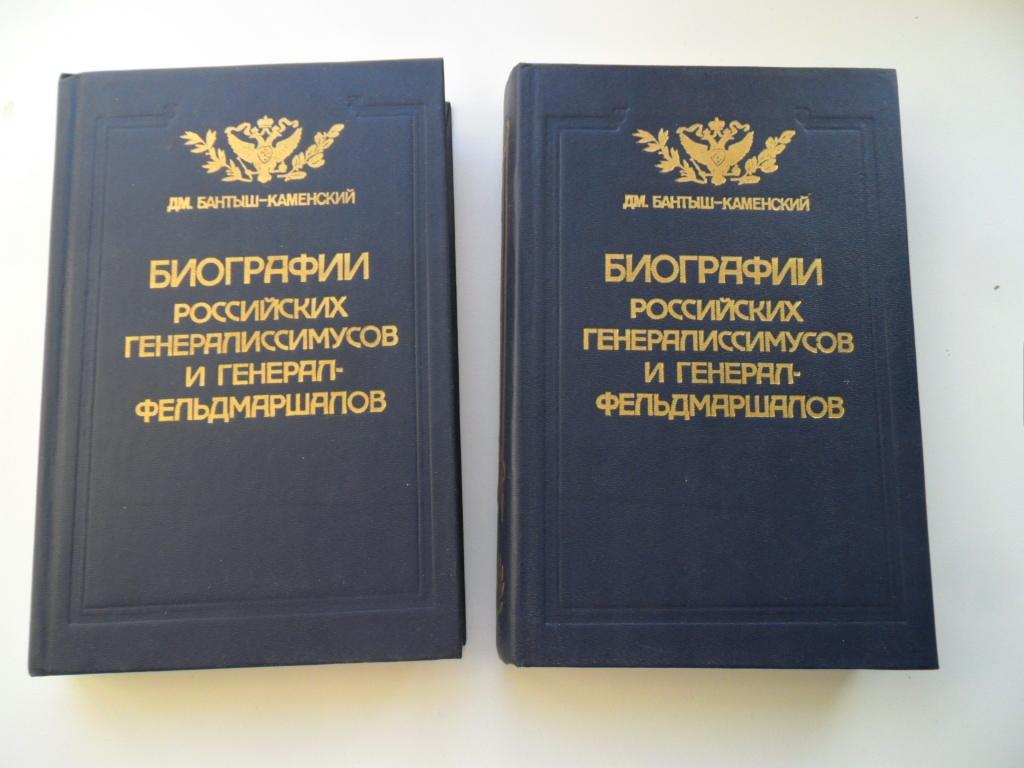 ДМ. БАНТЫШ-КАМЕНСКИЙ
БИОГРАФИИ
РОССИЙСКИХ
ГЕНЕРАЛИССИМУСОВ
И ГЕНЕРАЛ-
ФЕЛЬДМАРШАЛОВ
ДМ. БАНТЫШ-КАМЕНСКИЙ
БИОГРАФИИ
РОССИЙСКИХ
ГЕНЕРАЛИССИМУСОВ
И ГЕНЕРАЛ-
ФЕЛЬДМАРШАЛОВ